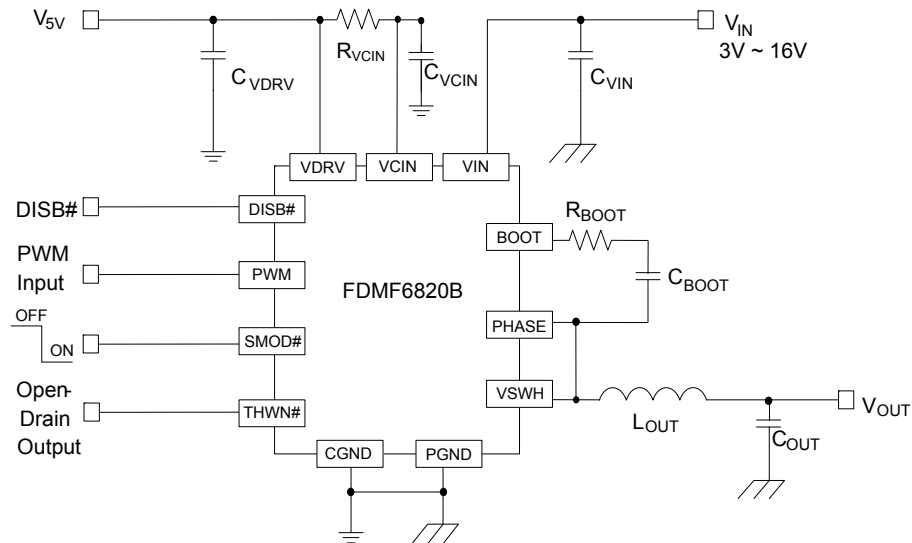 V5V
RVCIN
VIN
3V ~ 16V
CVDRV
CVCIN
CVIN
VDRV
VCIN
VIN
DISB#
DISB#
RBOOT
BOOT
PWM
Input
PWM
CBOOT
FDMF6820B
OFF
ON
SMOD#
PHASE
Open-
Drain
Output
THWN#
VSWH
LOUT
VOUT
COUT
CGND
PGND